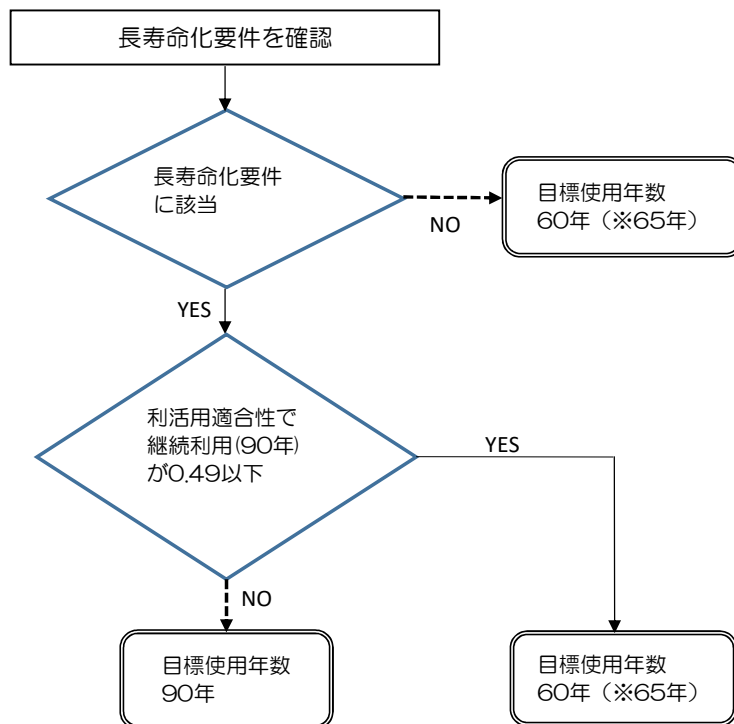 長寿命化要件を確認
長寿命化要件
に該当
NO
目標使用年数
60年（※65年）
YES
利活用適合性で
継続利用(90年)
が0.49以下
YES
NO
目標使用年数
90年
目標使用年数
60年（※65年）